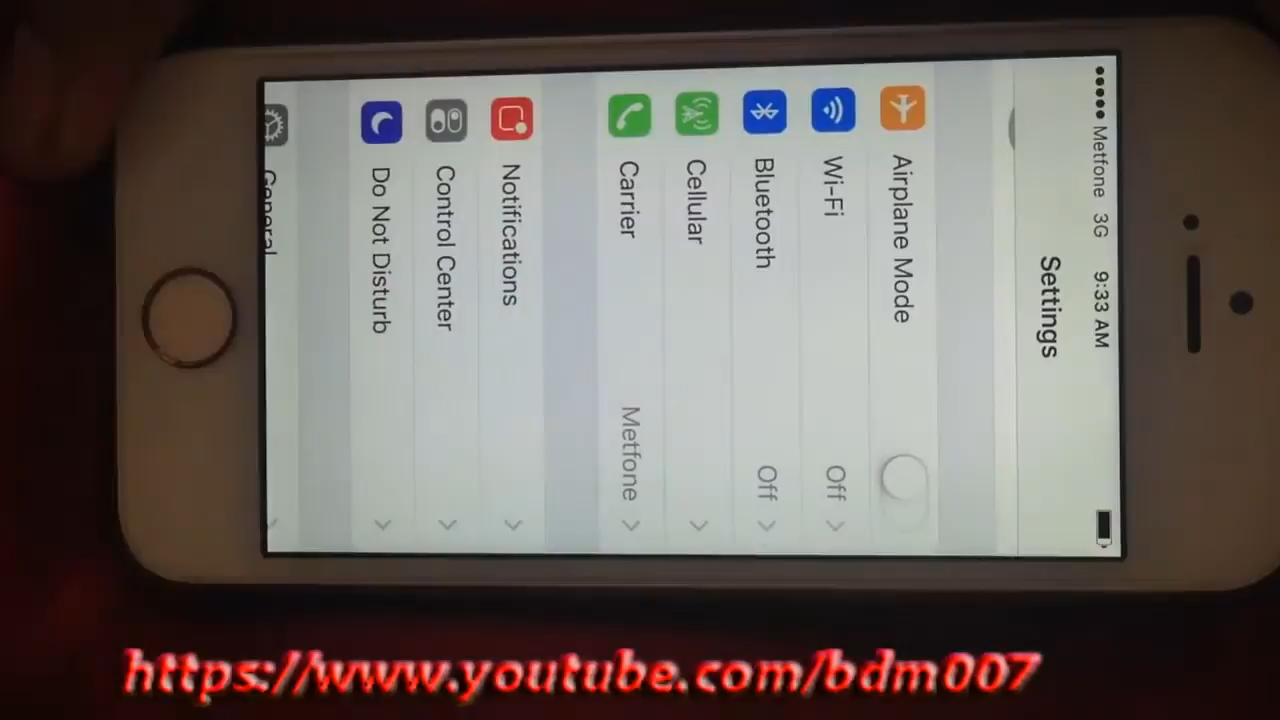 Metfone 3G 9:33 AM
Settings
Airplane Mode
Wi-Fi Off
Bluetooth Off
Cellular
Carrier Metfone
Notifications
Control Center
Do Not Disturb
General
https://www.youtube.com/bdm007